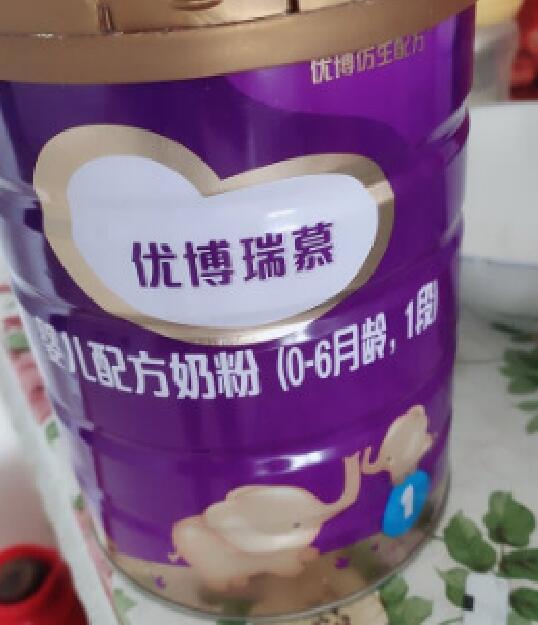 优博仿生配方
优博瑞慕
婴儿配方奶粉 (0-6月龄, 1段)
1